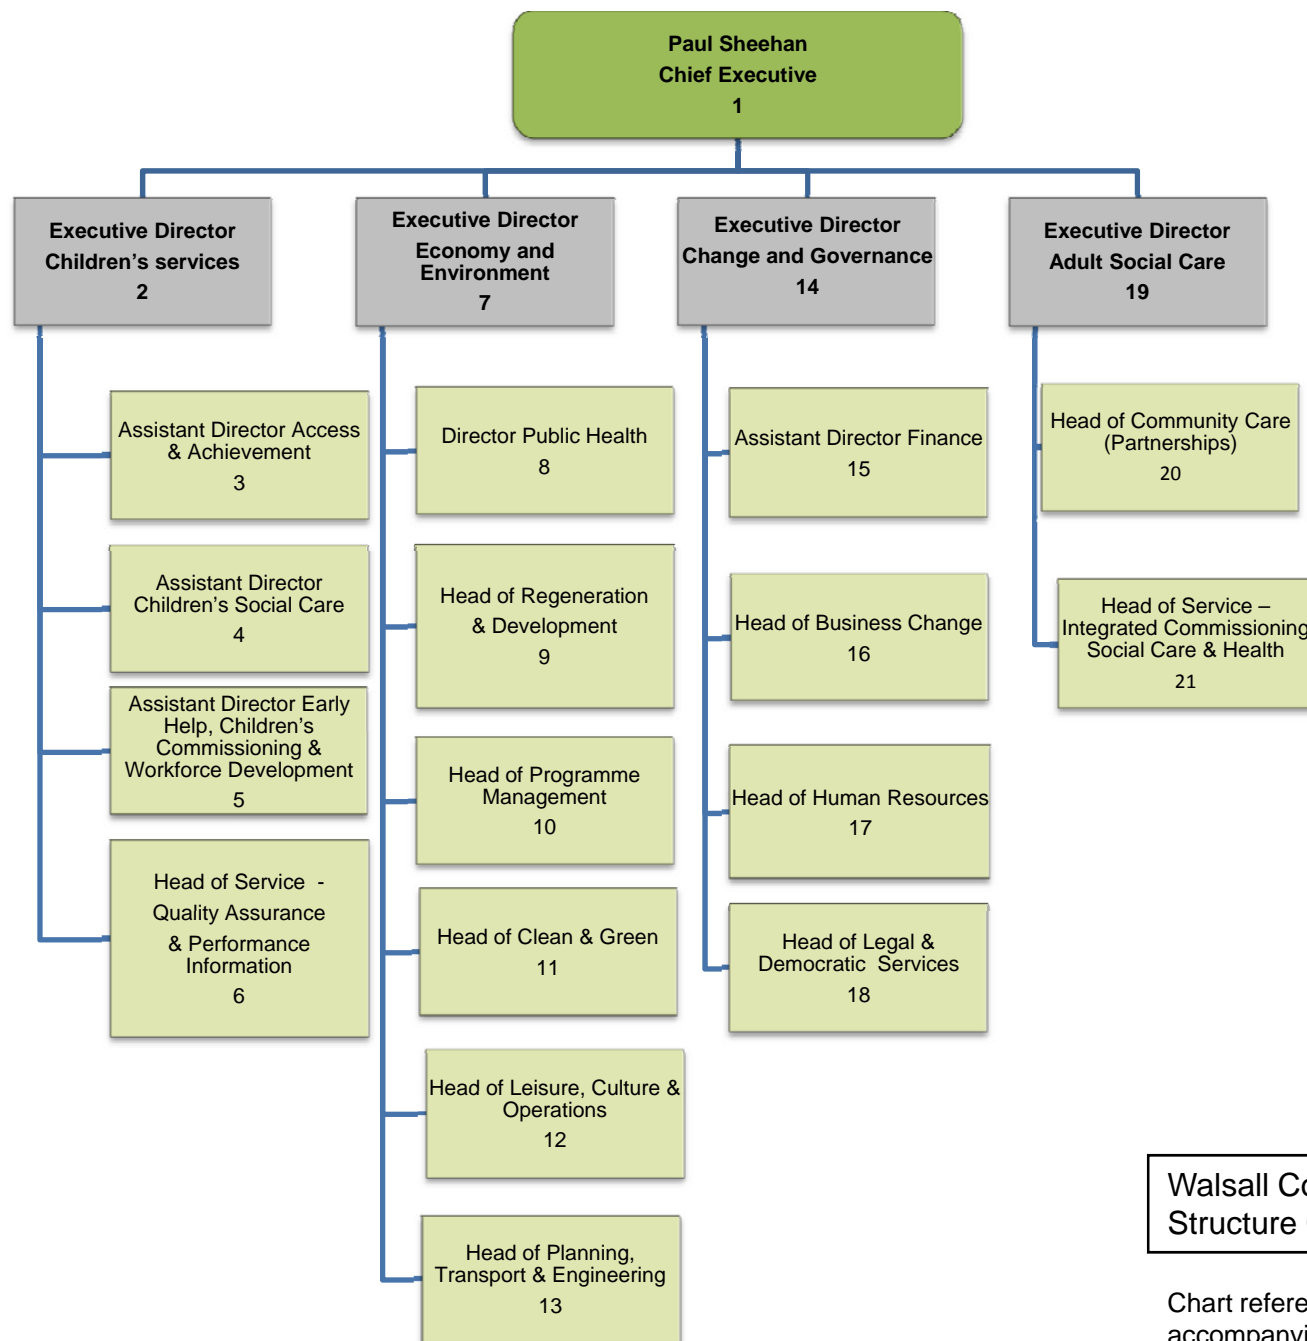 Paul Sheehan
Chief Executive
1
Executive Director
Children's services
2
Executive Director
Economy and
Environment
7
Executive Director
Change and Governance
14
Executive Director
Adult Social Care
19
Assistant Director Access
& Achievement
3
Assistant Director
Children's Social Care
4
Assistant Director Early
Help, Children's
Commissioning &
Workforce Development
5
Head of Service -
Quality Assurance
& Performance
Information
6
Director Public Health
8
Head of Regeneration
& Development
9
Head of Programme
Management
10
Head of Clean & Green
11
Head of Leisure, Culture &
Operations
12
Head of Planning,
Transport & Engineering
13
Assistant Director Finance
15
Head of Business Change
16
Head of Human Resources
17
Head of Legal &
Democratic Services
18
Head of Community Care
(Partnerships)
20
Head of Service –
Integrated Commissioning
Social Care & Health
21
Walsall
Structure
Chart